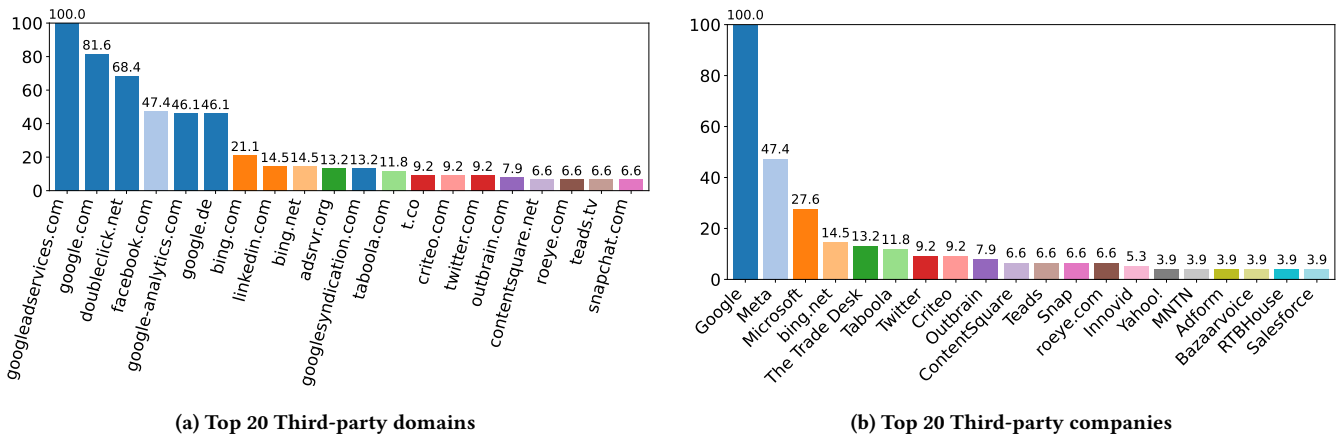 100.0
100
81.6
80
68.4
60
47.4
46.1
46.1
40
21.1
20
14.5
14.5
13.2
13.2
11.8
9.2
9.2
9.2
7.9
6.6
6.6
6.6
6.6
0
googleadservices.com
google.com
doubleclick.net
facebook.com
google-analytics.com
google.de
bing.com
linkedin.com
bing.net
adsrvr.org
googlesyndication.com
taboola.com
t.co
criteo.com
twitter.com
outbrain.com
contentsquare.net
roeye.com
teads.tv
snapchat.com
(a) Top 20 Third-party domains
100.0
100
80
60
47.4
40
27.6
20
14.5
13.2
11.8
9.2
9.2
7.9
6.6
6.6
6.6
6.6
5.3
3.9
3.9
3.9
3.9
3.9
3.9
0
Google
Meta
Microsoft
bing.net
The Trade Desk
Taboola
Twitter
Criteo
Outbrain
ContentSquare
Teads
Snap
roeye.com
Innovid
Yahoo!
MNTN
Adform
Bazaarvoice
RTBHouse
Salesforce
(b) Top 20 Third-party companies